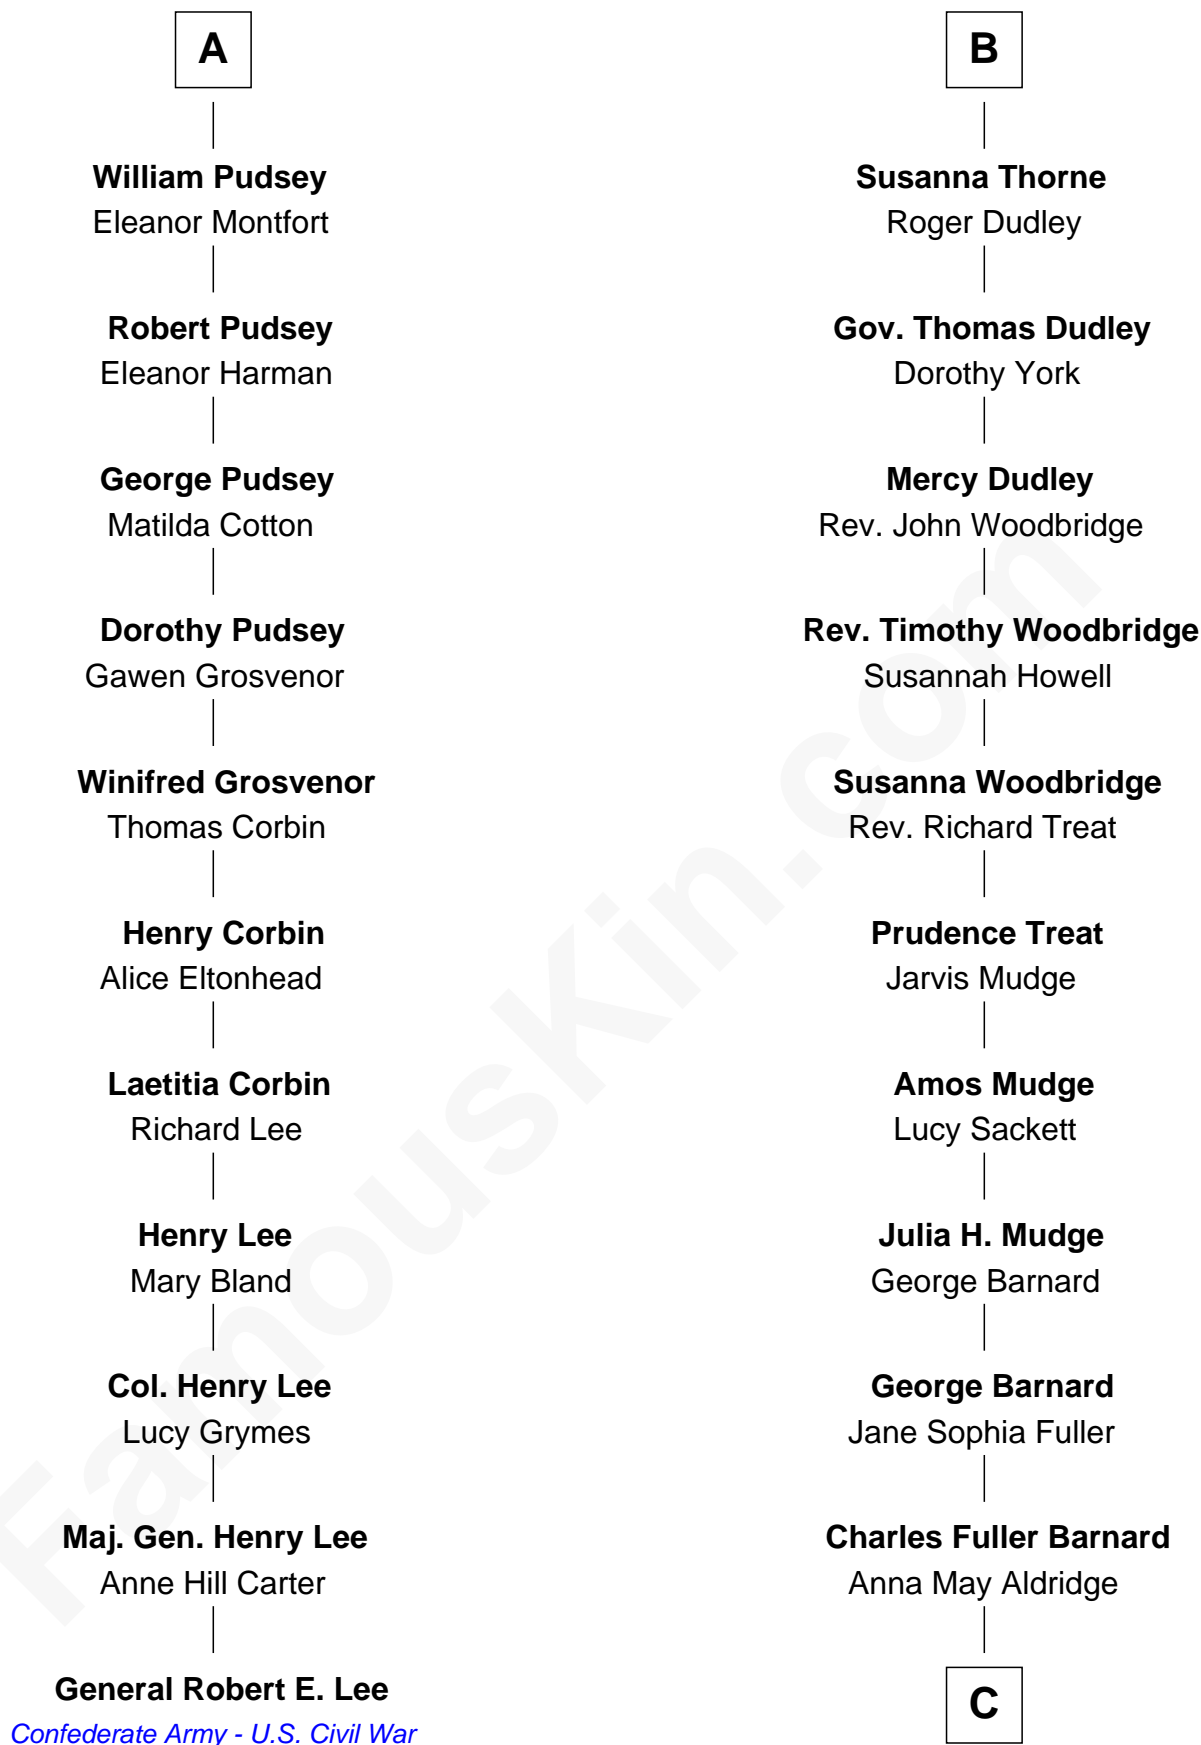 A
William Pudsey
Eleanor Montfort
Robert Pudsey
Eleanor Harman
George Pudsey
Matilda Cotton
Dorothy Pudsey
Gawen Grosvenor
Winifred Grosvenor
Thomas Corbin
Henry Corbin
Alice Eltonhead
Laetitia Corbin
Richard Lee
Henry Lee
Mary Bland
Col. Henry Lee
Lucy Grymes
Maj. Gen. Henry Lee
Anne Hill Carter
General Robert E. Lee
Confederate Army - U.S. Civil War
B
Susanna Thorne
Roger Dudley
Gov. Thomas Dudley
Dorothy York
Mercy Dudley
Rev. John Woodbridge
Rev. Timothy Woodbridge
Susannah Howell
Susanna Woodbridge
Rev. Richard Treat
Prudence Treat
Jarvis Mudge
Amos Mudge
Lucy Sackett
Julia H. Mudge
George Barnard
George Barnard
Jane Sophia Fuller
Charles Fuller Barnard
Anna May Aldridge
C
FamousKin.com